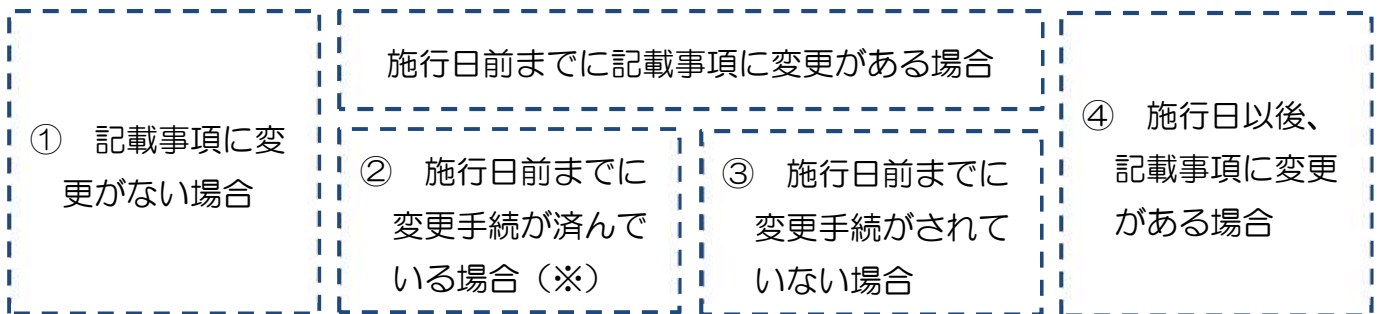 ① 記載事項に変
更がない場合
施行日前までに記載事項に変更がある場合
② 施行日前までに
変更手続が済んで
いる場合（※）
③ 施行日前までに
変更手続がされて
いない場合
④ 施行日以後、
記載事項に変更
がある場合